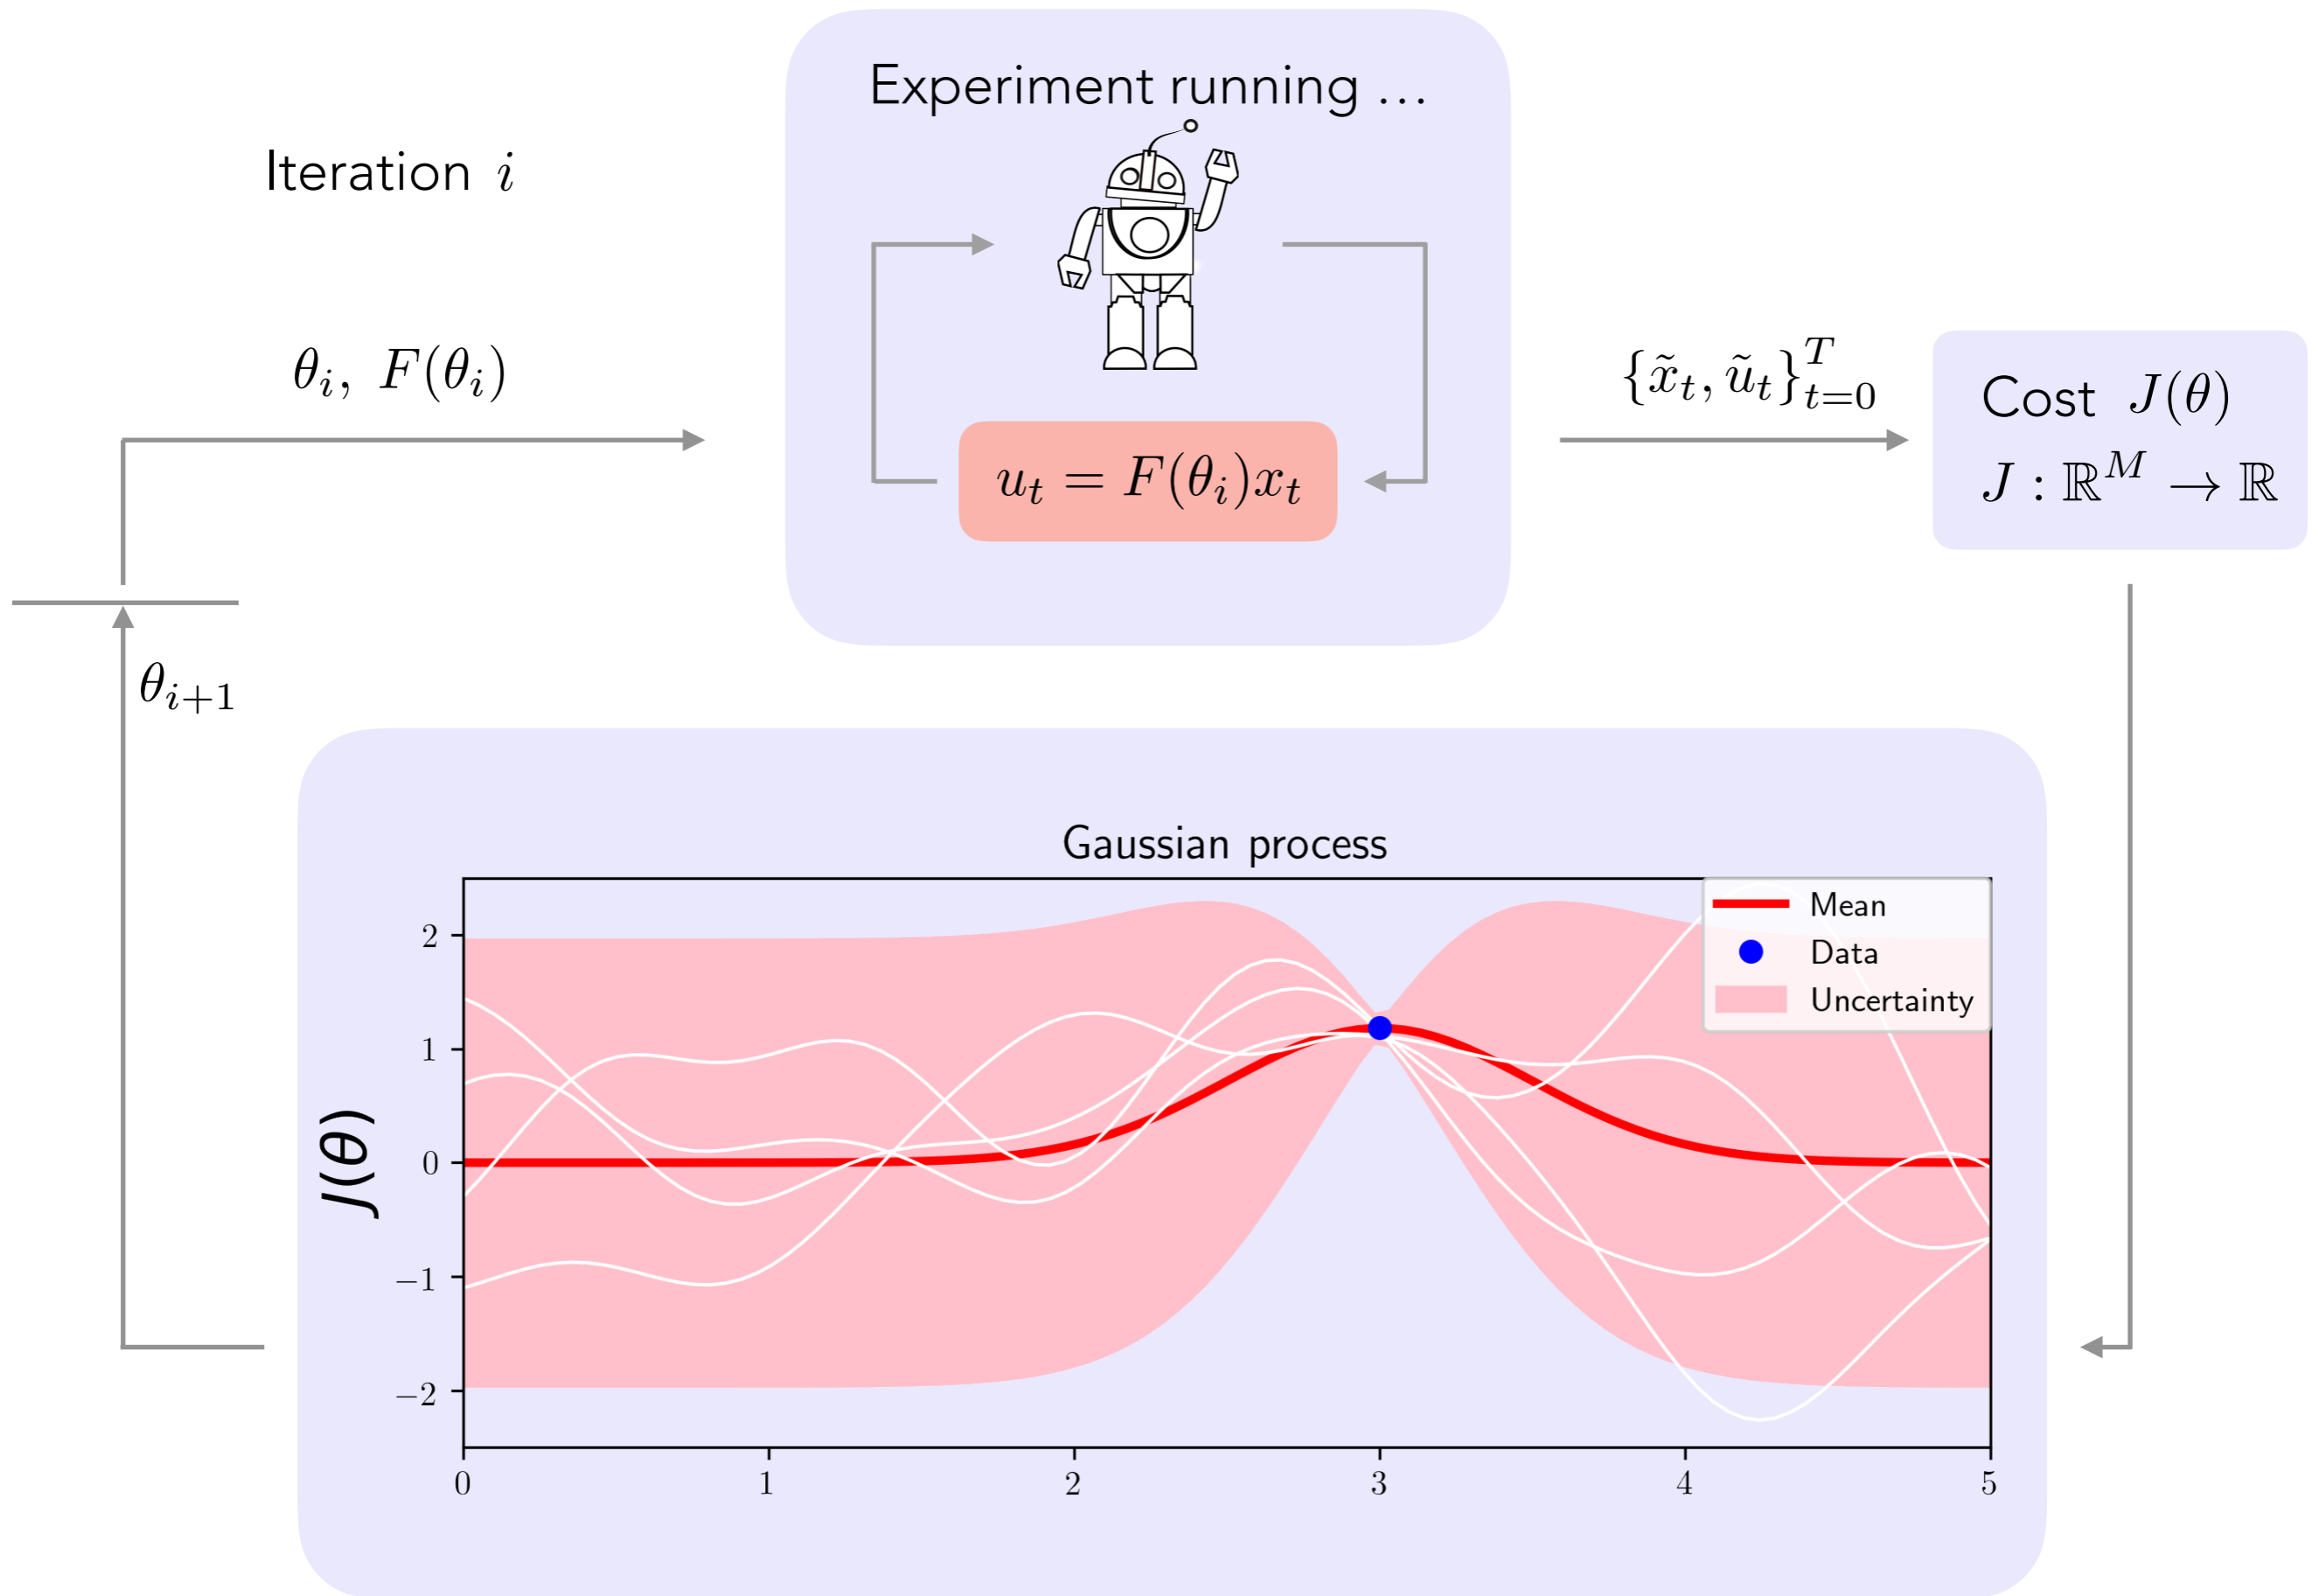 Experiment running …
Iteration i
θ_i, F(θ_i)
u_t = F(θ_i)x_t
{x̃_t, ũ_t}_{t=0}^T
Cost J(θ)
J : ℝ^M → ℝ
θ_{i+1}
Gaussian process
Mean
Data
Uncertainty
J(θ)
2
1
0
−1
−2
0 1 2 3 4 5